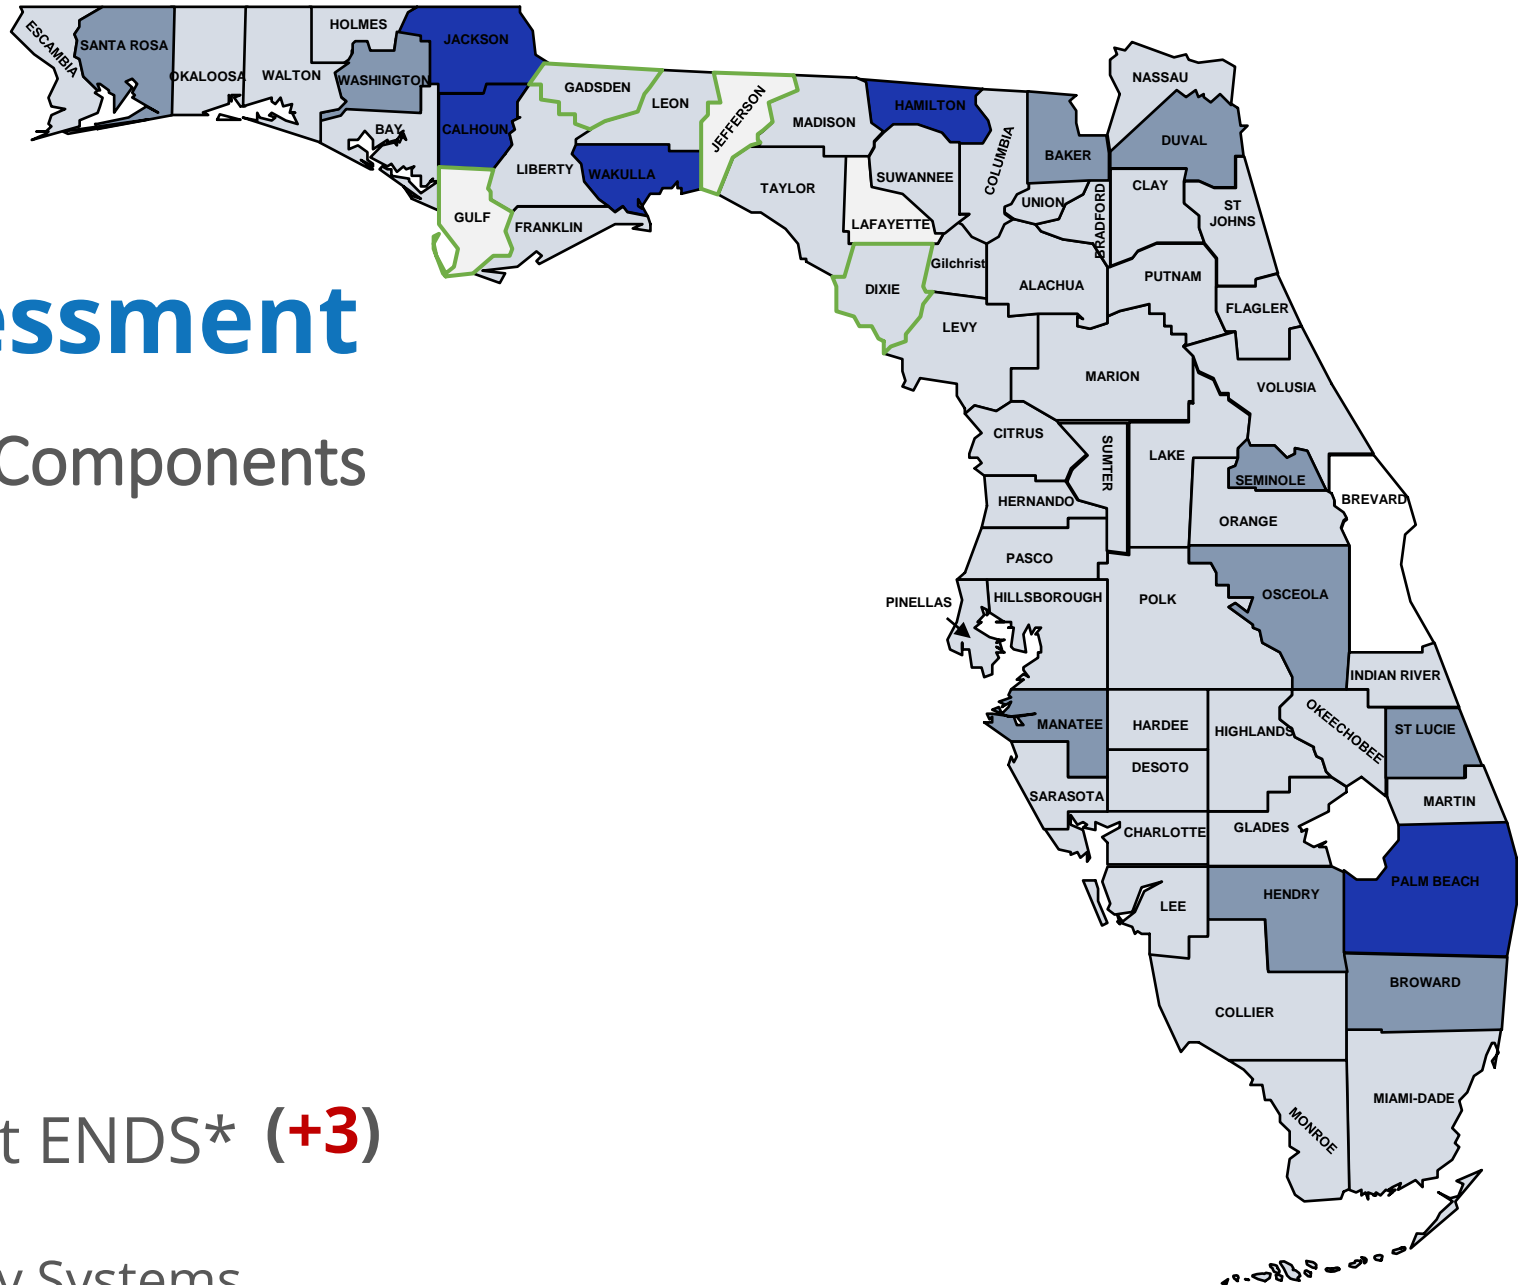 ESCAMBIA
SANTA ROSA
OKALOOSA
WALTON
HOLMES
WASHINGTON
BAY
JACKSON
CALHOUN
GULF
GADSDEN
LIBERTY
FRANKLIN
LEON
WAKULLA
JEFFERSON
MADISON
TAYLOR
HAMILTON
SUWANNEE
LAFAYETTE
DIXIE
COLUMBIA
Gilchrist
LEVY
BAKER
UNION
BRADFORD
ALACHUA
NASSAU
DUVAL
CLAY
ST
JOHNS
PUTNAM
FLAGLER
essment
MARION
VOLUSIA
Components
CITRUS
SUMTER
LAKE
SEMINOLE
HERNANDO
ORANGE
BREVARD
PASCO
PINELLAS
HILLSBOROUGH
POLK
OSCEOLA
INDIAN RIVER
MANATEE
HARDEE
HIGHLANDS
OKEECHOBEE
ST LUCIE
DESOTO
SARASOTA
MARTIN
CHARLOTTE
GLADES
LEE
HENDRY
PALM BEACH
COLLIER
BROWARD
MONROE
MIAMI-DADE
t ENDS* (+3)
y Systems